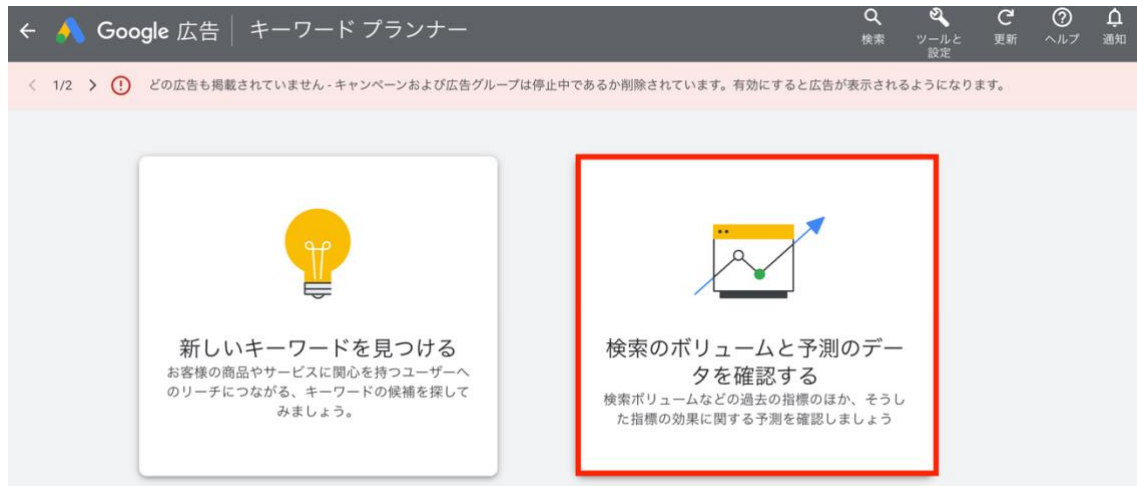 Google 広告 キーワード プランナー
検索
ツールと
設定
更新
ヘルプ
通知
1/2 どの広告も掲載されていません - キャンペーンおよび広告グループは停止中であるか削除されています。有効にすると広告が表示されるようになります。
新しいキーワードを見つける
お客様の商品やサービスに関心を持つユーザーへ
のリーチにつながる、キーワードの候補を探して
みましょう。
検索のボリュームと予測のデー
タを確認する
検索ボリュームなどの過去の指標のほか、そうし
た指標の効果に関する予測を確認しましょう